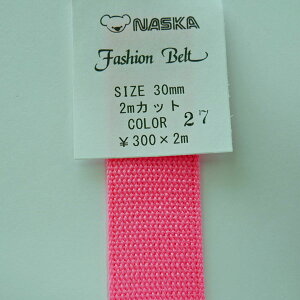 NASKA
Fashion Belt
SIZE 30mm
2mカット
COLOR 27
¥300×2m